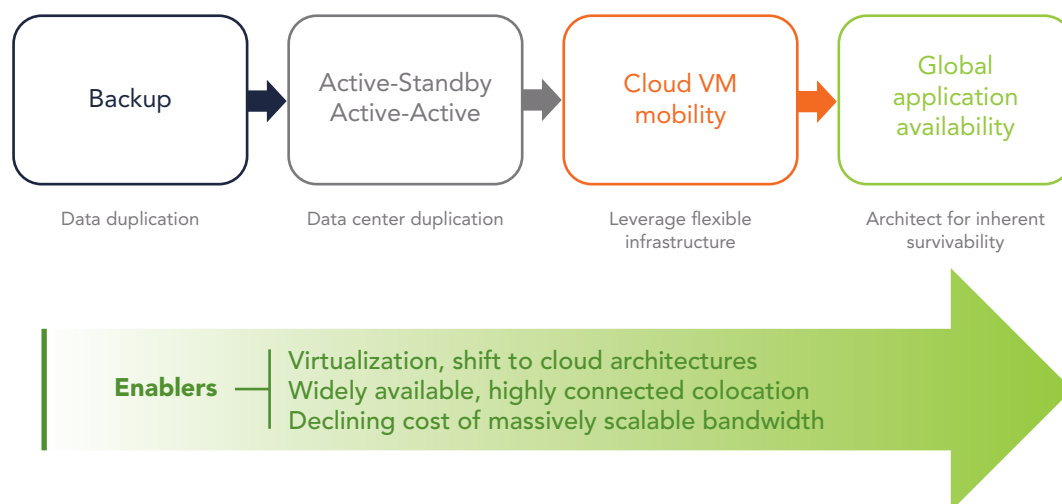 Backup
Active-Standby
Active-Active
Cloud VM
mobility
Global
application
availability
Data duplication
Data center duplication
Leverage flexible
infrastructure
Architect for inherent
survivability
Enablers
Virtualization, shift to cloud architectures
Widely available, highly connected colocation
Declining cost of massively scalable bandwidth